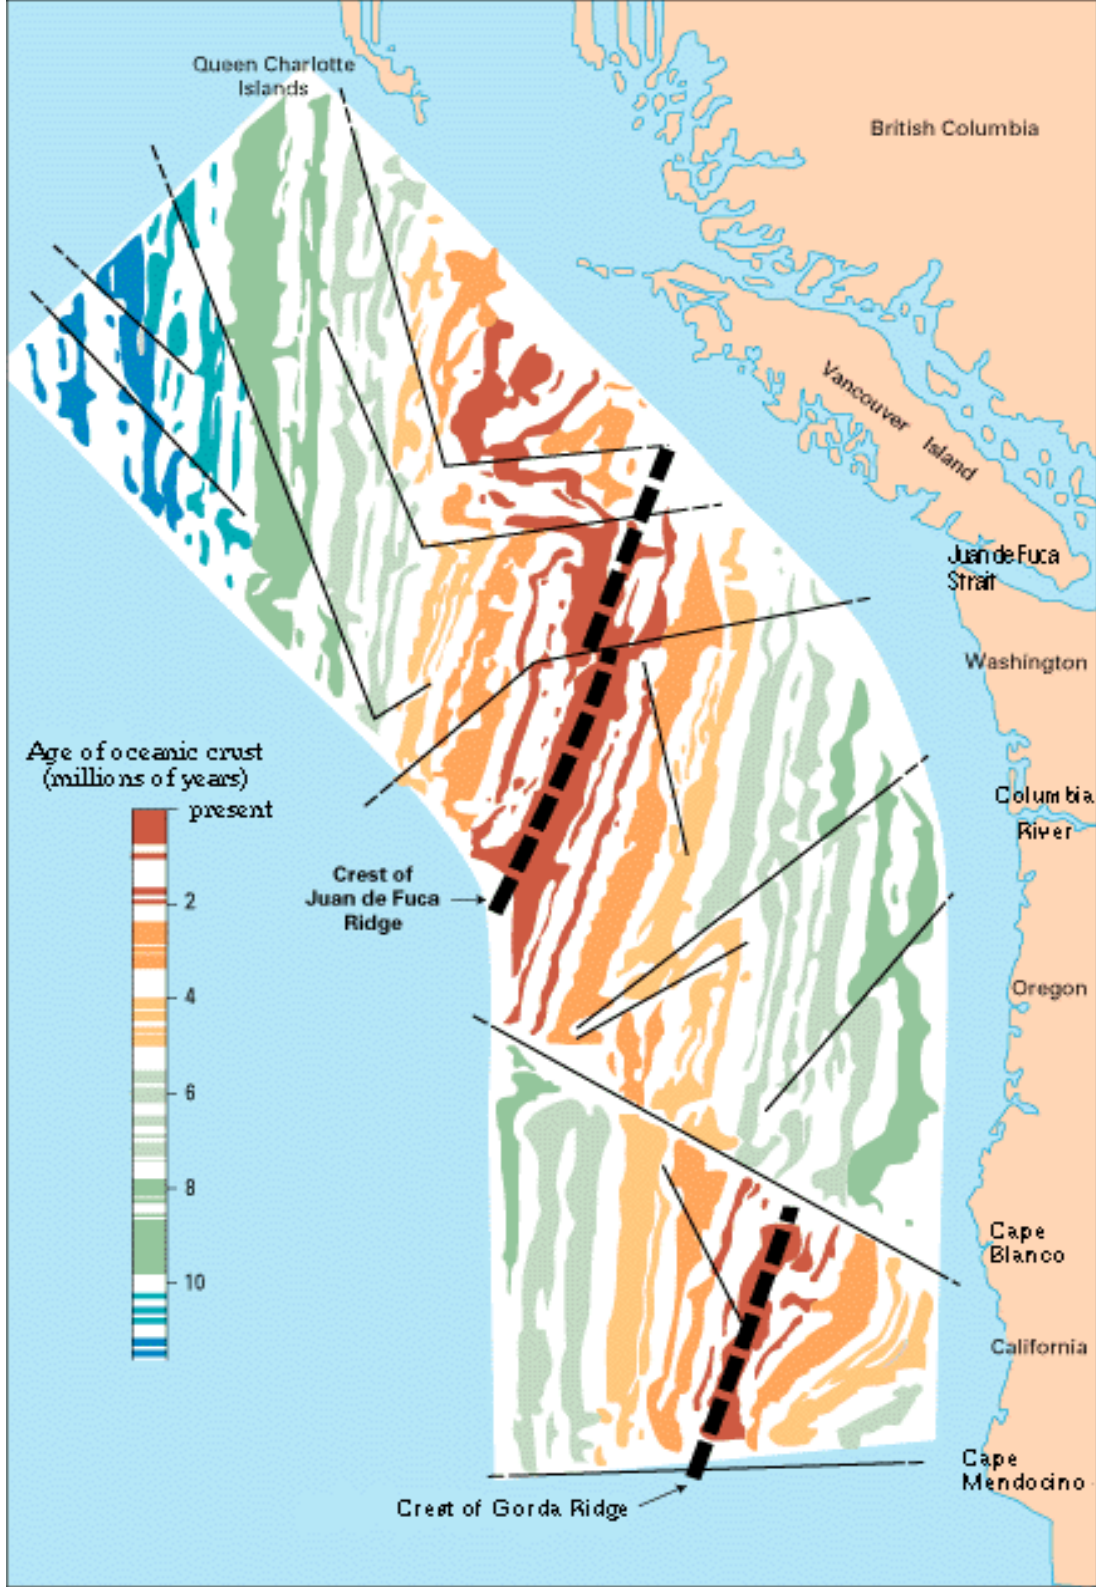 Queen Charlotte
Islands
British Columbia
Vancouver Island
Juan de Fuca
Strait
Washington
Age of oceanic crust
(millions of years)
present
2
4
6
8
10
Columbia
River
Crest of
Juan de Fuca
Ridge
Oregon
Cape
Blanco
California
Cape
Mendocino
Crest of Gorda Ridge